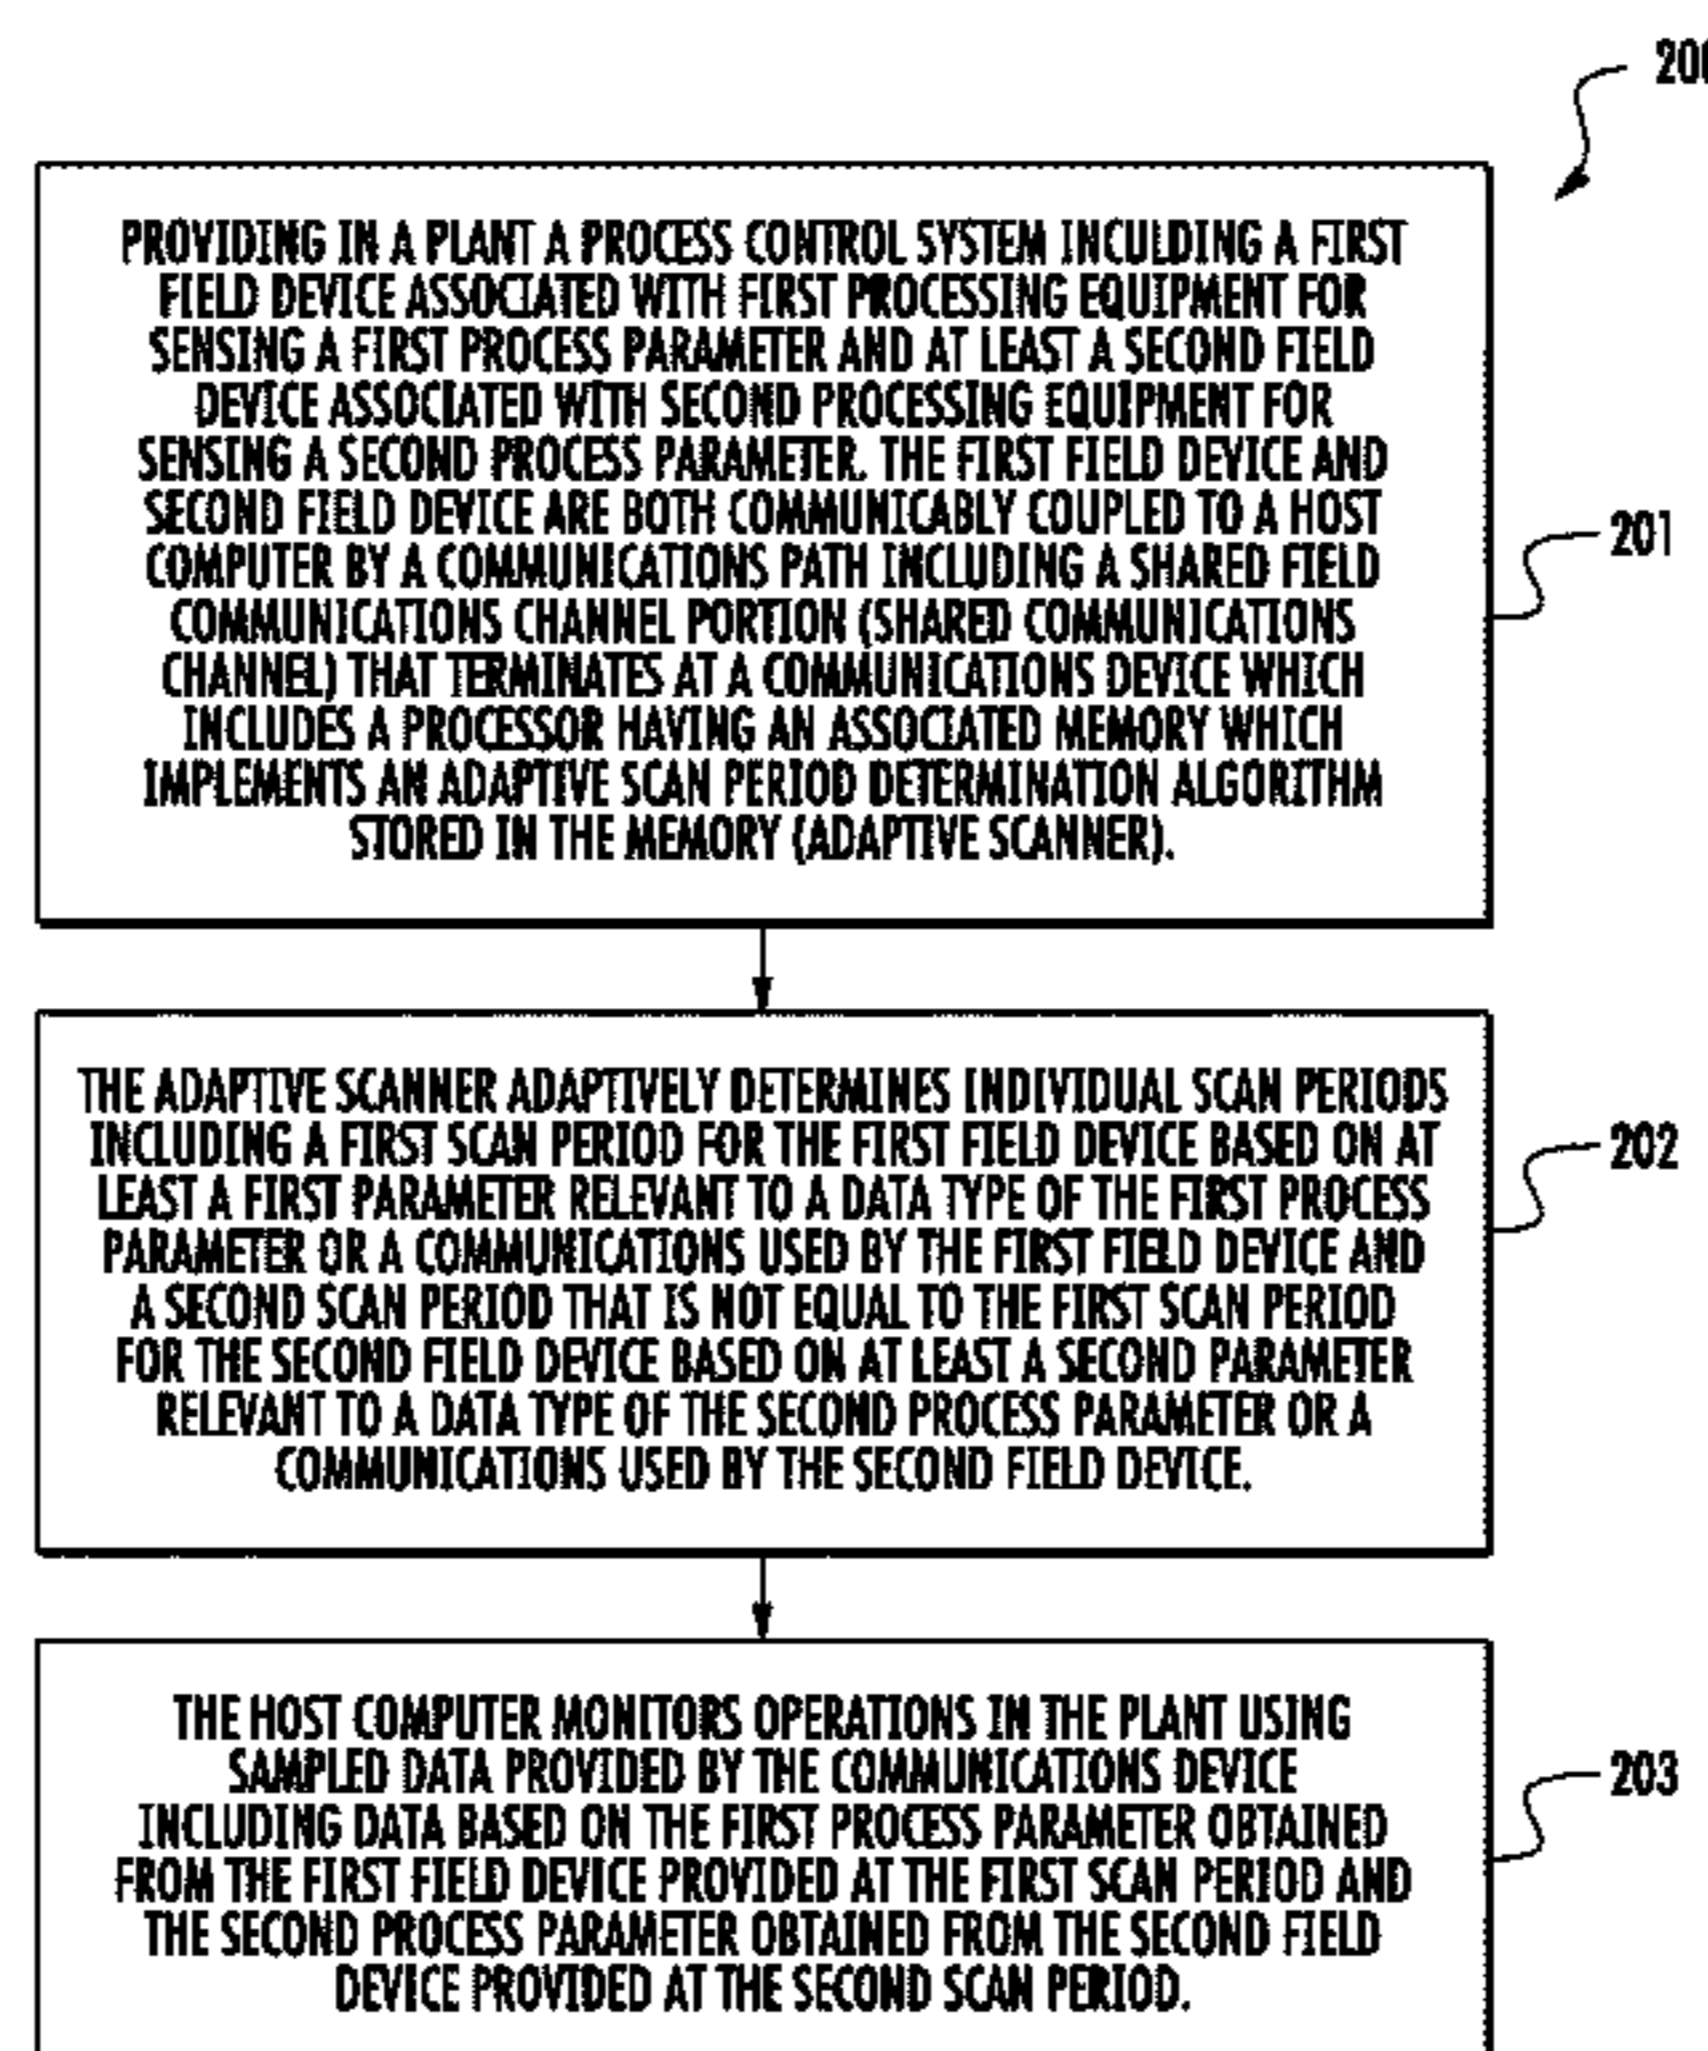 200
PROVIDING IN A PLANT A PROCESS CONTROL SYSTEM INCULDING A FIRST
FIELD DEVICE ASSOCIATED WITH FIRST PROCESSING EQUIPMENT FOR
SENSING A FIRST PROCESS PARAMETER AND AT LEAST A SECOND FIELD
DEVICE ASSOCIATED WITH SECOND PROCESSING EQUIPMENT FOR
SENSING A SECOND PROCESS PARAMETER. THE FIRST FIELD DEVICE AND
SECOND FIELD DEVICE ARE BOTH COMMUNICABLY COUPLED TO A HOST
COMPUTER BY A COMMUNICATIONS PATH INCLUDING A SHARED FIELD
COMMUNICATIONS CHANNEL PORTION (SHARED COMMUNICATIONS
CHANNEL) THAT TERMINATES AT A COMMUNICATIONS DEVICE WHICH
INCLUDES A PROCESSOR HAVING AN ASSOCIATED MEMORY WHICH
IMPLEMENTS AN ADAPTIVE SCAN PERIOD DETERMINATION ALGORITHM
STORED IN THE MEMORY (ADAPTIVE SCANNER).
201
THE ADAPTIVE SCANNER ADAPTIVELY DETERMINES INDIVIDUAL SCAN PERIODS
INCLUDING A FIRST SCAN PERIOD FOR THE FIRST FIELD DEVICE BASED ON AT
LEAST A FIRST PARAMETER RELEVANT TO A DATA TYPE OF THE FIRST PROCESS
PARAMETER OR A COMMUNICATIONS USED BY THE FIRST FIELD DEVICE AND
A SECOND SCAN PERIOD THAT IS NOT EQUAL TO THE FIRST SCAN PERIOD
FOR THE SECOND FIELD DEVICE BASED ON AT LEAST A SECOND PARAMETER
RELEVANT TO A DATA TYPE OF THE SECOND PROCESS PARAMETER OR A
COMMUNICATIONS USED BY THE SECOND FIELD DEVICE.
202
THE HOST COMPUTER MONITORS OPERATIONS IN THE PLANT USING
SAMPLED DATA PROVIDED BY THE COMMUNICATIONS DEVICE
INCLUDING DATA BASED ON THE FIRST PROCESS PARAMETER OBTAINED
FROM THE FIRST FIELD DEVICE PROVIDED AT THE FIRST SCAN PERIOD AND
THE SECOND PROCESS PARAMETER OBTAINED FROM THE SECOND FIELD
DEVICE PROVIDED AT THE SECOND SCAN PERIOD.
203